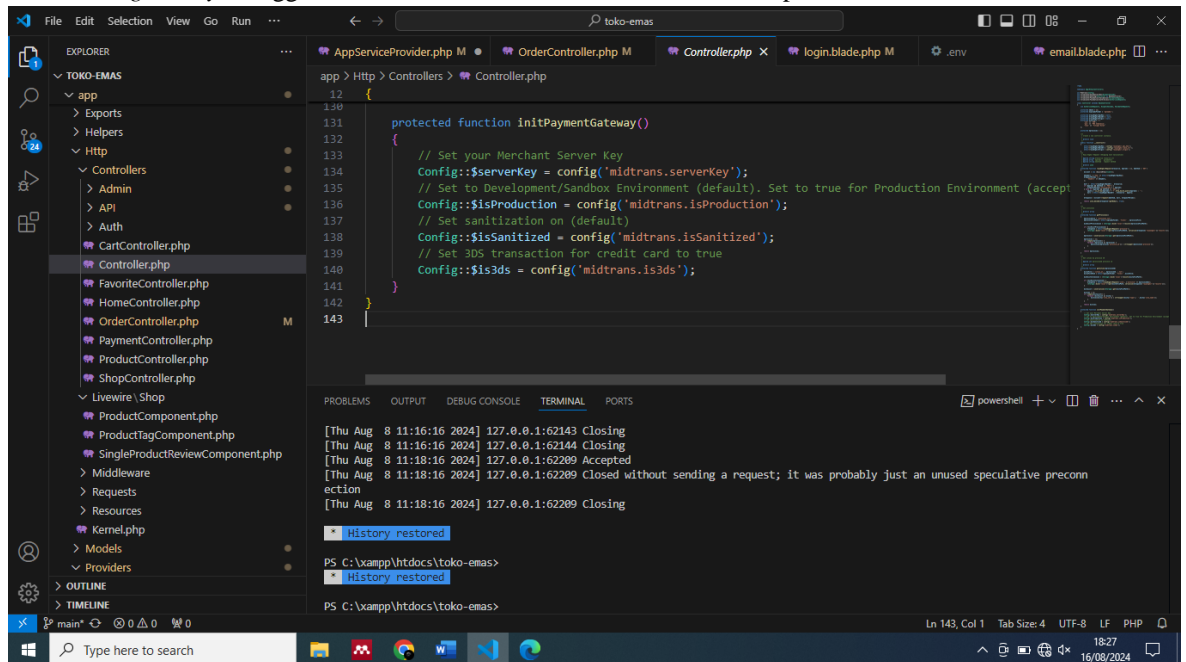 File Edit Selection View Go Run ···
toko-emas
EXPLORER ···
AppServiceProvider.php M ●
OrderController.php M
Controller.php ×
login.blade.php M
.env
email.blade.php
TOKO-EMAS
app > Http > Controllers > Controller.php
app
Exports
Helpers
Http
Controllers
Admin
API
Auth
CartController.php
Controller.php
FavoriteController.php
HomeController.php
OrderController.php M
PaymentController.php
ProductController.php
ShopController.php
Livewire\Shop
ProductComponent.php
ProductTagComponent.php
SingleProductReviewComponent.php
Middleware
Requests
Resources
Kernel.php
Models
Providers
OUTLINE
TIMELINE
1
24
12 {
130
131 protected function initPaymentGateway()
132 {
133 // Set your Merchant Server Key
134 Config::$serverKey = config('midtrans.serverKey');
135 // Set to Development/Sandbox Environment (default). Set to true for Production Environment (accept
136 Config::$isProduction = config('midtrans.isProduction');
137 // Set sanitization on (default)
138 Config::$isSanitized = config('midtrans.isSanitized');
139 // Set 3DS transaction for credit card to true
140 Config::$is3ds = config('midtrans.is3ds');
141 }
142 }
143
PROBLEMS OUTPUT DEBUG CONSOLE TERMINAL PORTS
powershell
[Thu Aug 8 11:16:16 2024] 127.0.0.1:62143 Closing
[Thu Aug 8 11:16:16 2024] 127.0.0.1:62144 Closing
[Thu Aug 8 11:18:16 2024] 127.0.0.1:62209 Accepted
[Thu Aug 8 11:18:16 2024] 127.0.0.1:62209 Closed without sending a request; it was probably just an unused speculative preconn
ection
[Thu Aug 8 11:18:16 2024] 127.0.0.1:62209 Closing
* History restored
PS C:\xampp\htdocs\toko-emas>
* History restored
PS C:\xampp\htdocs\toko-emas>
main* 0 0 0
Ln 143, Col 1 Tab Size: 4 UTF-8 LF PHP
Type here to search
18:27
16/08/2024